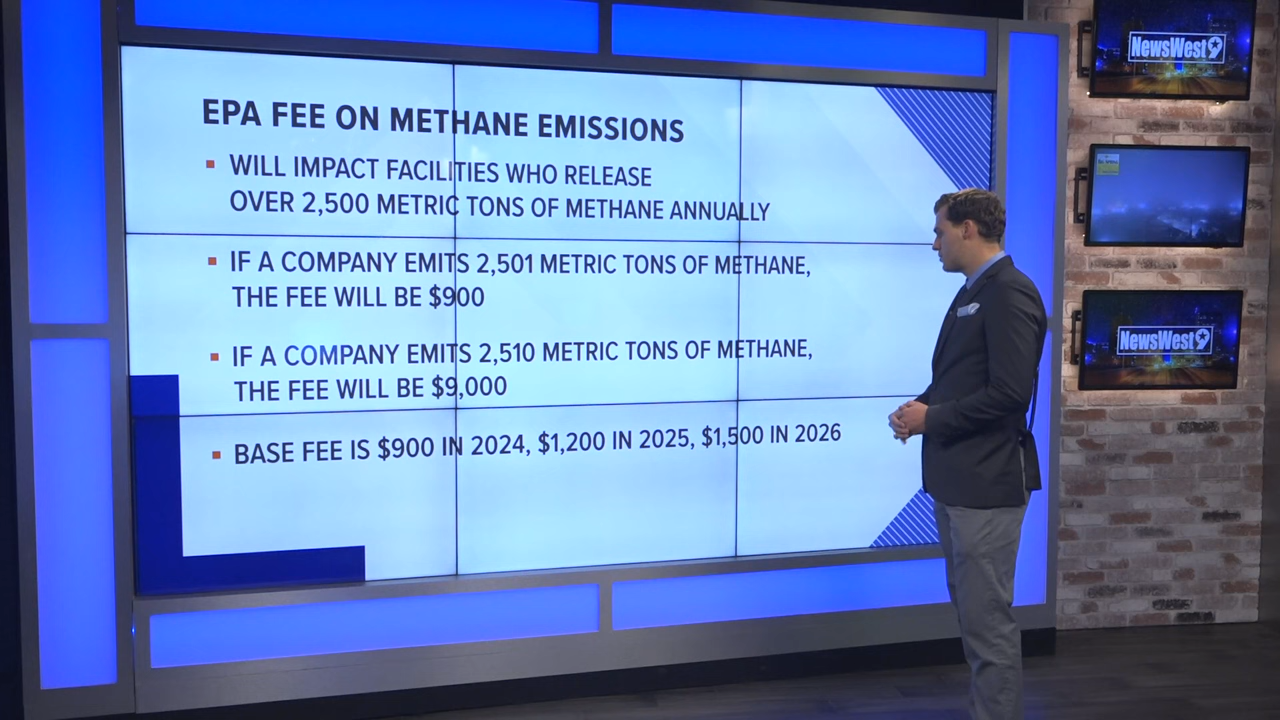 EPA FEE ON METHANE EMISSIONS
WILL IMPACT FACILITIES WHO RELEASE
OVER 2,500 METRIC TONS OF METHANE ANNUALLY
IF A COMPANY EMITS 2,501 METRIC TONS OF METHANE,
THE FEE WILL BE $900
IF A COMPANY EMITS 2,510 METRIC TONS OF METHANE,
THE FEE WILL BE $9,000
BASE FEE IS $900 IN 2024, $1,200 IN 2025, $1,500 IN 2026
NewsWest9
NewsWest9